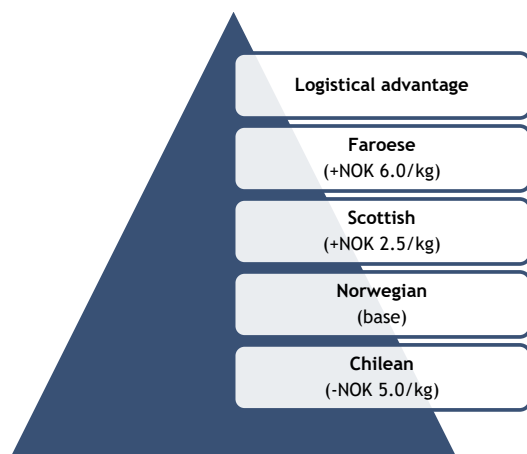 Logistical advantage
Faroese
(+NOK 6.0/kg)
Scottish
(+NOK 2.5/kg)
Norwegian
(base)
Chilean
(-NOK 5.0/kg)